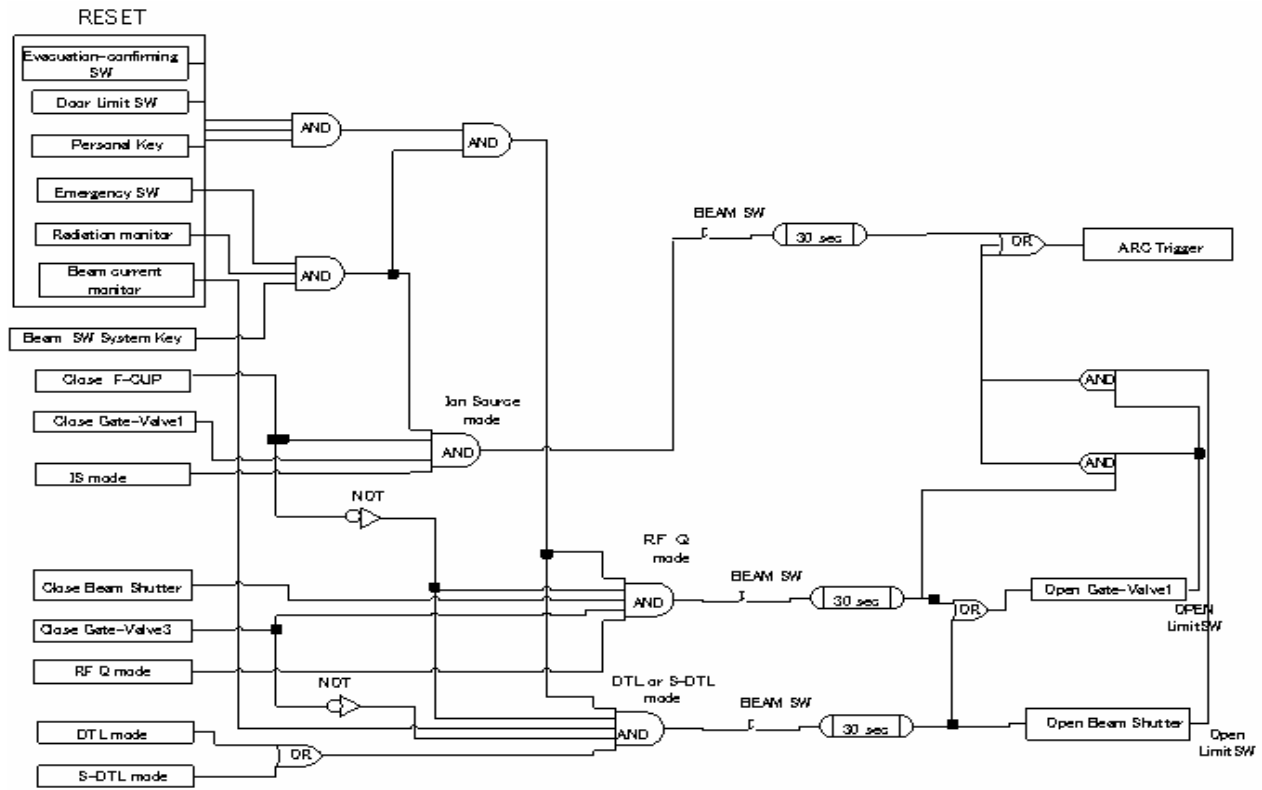 RESET
Evacuation-confirming
SW
Door Limit SW
AND
AND
Personal Key
Emergency SW
BEAM SW
Radiation monitor
30 sec
OR
ARC Trigger
Beam current
monitor
AND
Beam SW System Key
Close F-CUP
AND
Ion Source
mode
Close Gate-Valve1
AND
AND
IS mode
NOT
RF Q
mode
Close Beam Shutter
BEAM SW
AND
30 sec
OR
Open Gate-Valve1
OPEN
LimitSW
Close Gate-Valve3
RF Q mode
NOT
DTL or S-DTL
mode
BEAM SW
DTL mode
AND
30 sec
Open Beam Shutter
Open
LimitSW
OR
S-DTL mode